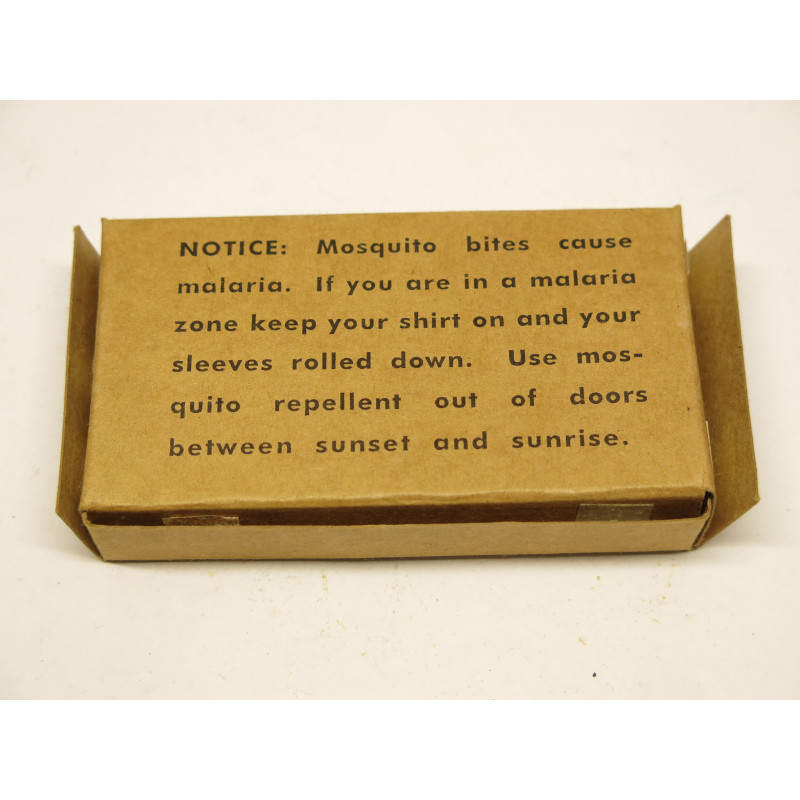 NOTICE: Mosquito bites cause
malaria. If you are in a malaria
zone keep your shirt on and your
sleeves rolled down. Use mos-
quito repellent out of doors
between sunset and sunrise.